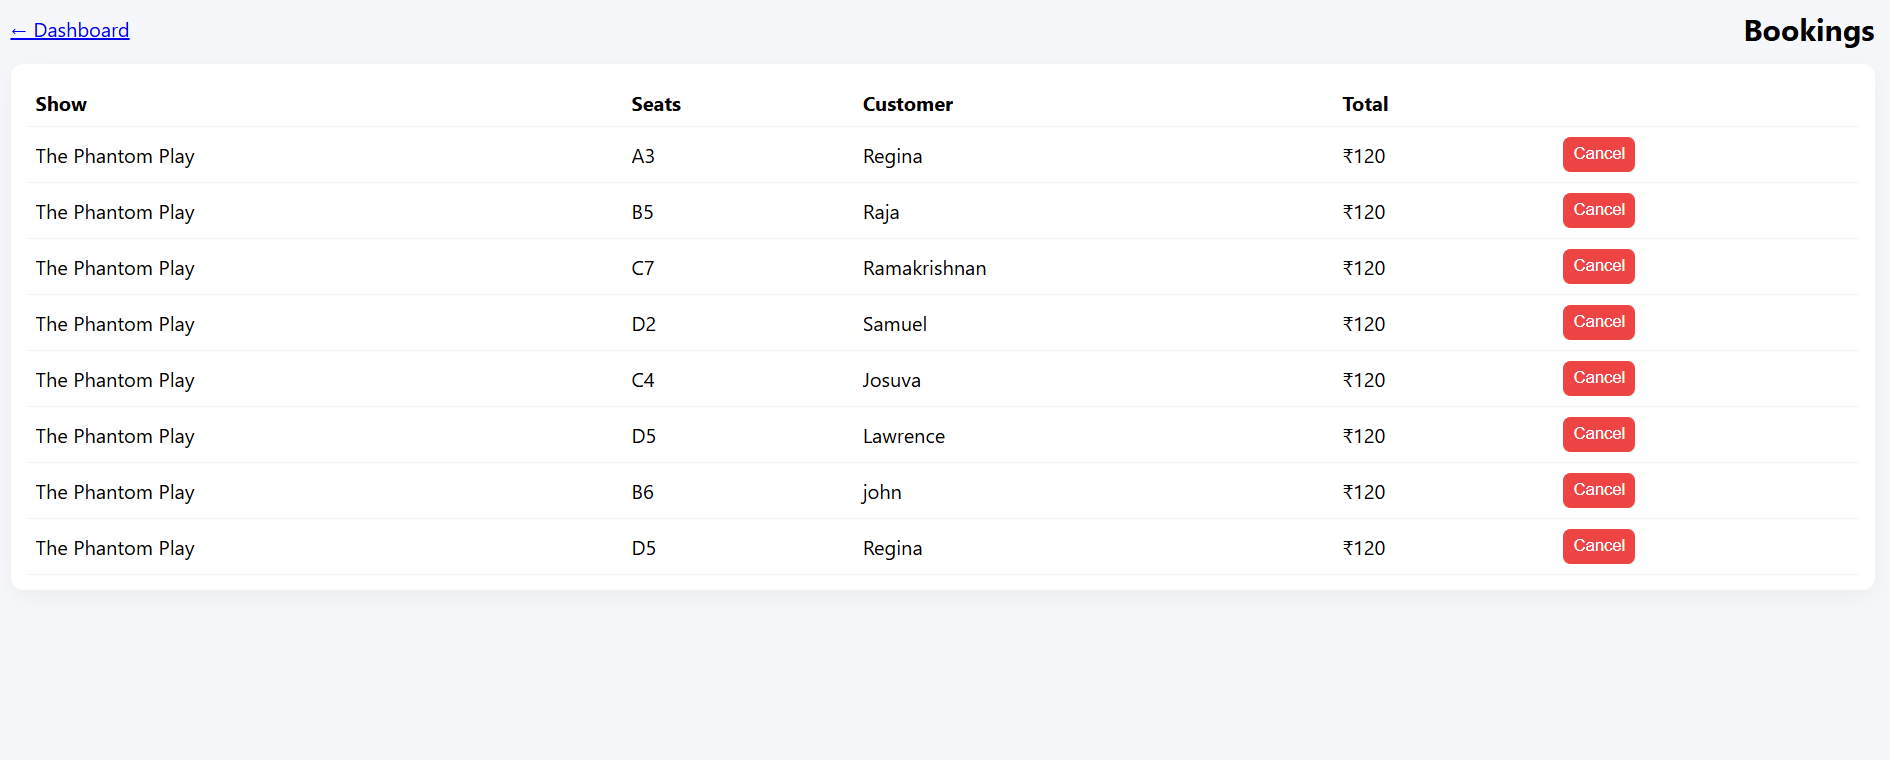 ← Dashboard
Bookings
Show Seats Customer Total
The Phantom Play A3 Regina ₹120 Cancel
The Phantom Play B5 Raja ₹120 Cancel
The Phantom Play C7 Ramakrishnan ₹120 Cancel
The Phantom Play D2 Samuel ₹120 Cancel
The Phantom Play C4 Josuva ₹120 Cancel
The Phantom Play D5 Lawrence ₹120 Cancel
The Phantom Play B6 john ₹120 Cancel
The Phantom Play D5 Regina ₹120 Cancel